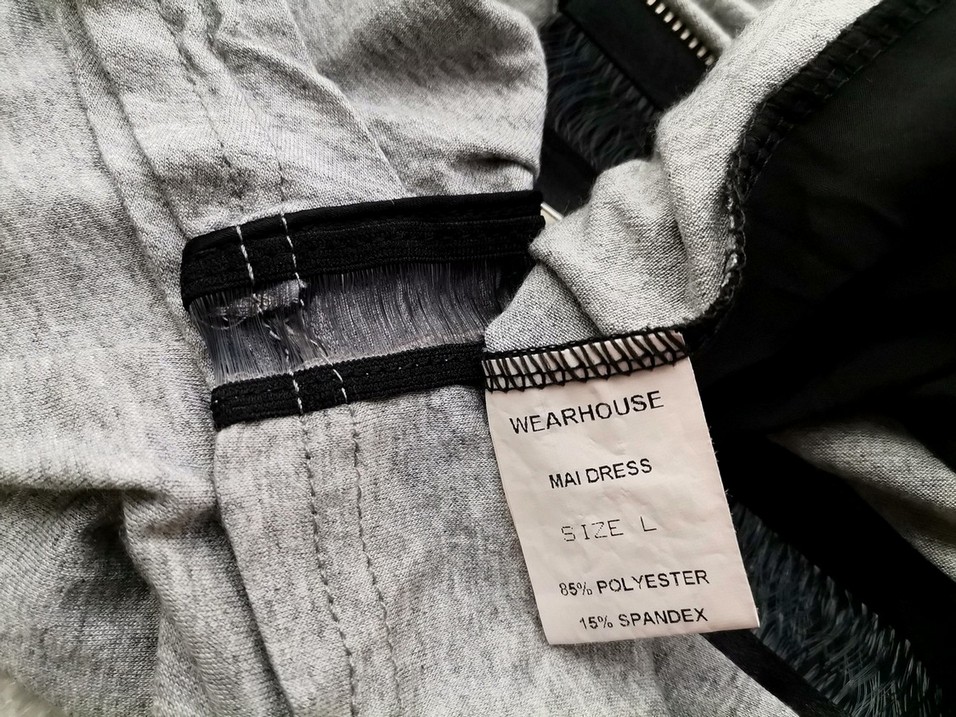 WEARHOUSE
MAI DRESS
SIZE L
85% POLYESTER
15% SPANDEX